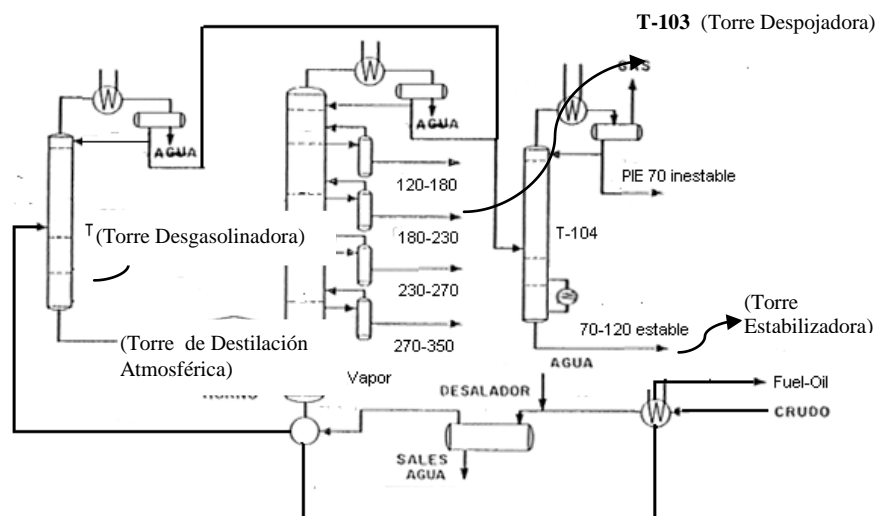 T-103 (Torre Despojadora)
GAS
AGUA
AGUA
120-180
PIE 70 inestable
180-230
T-104
T (Torre Desgasolinadora)
230-270
(Torre
Estabilizadora)
(Torre de Destilación
Atmosférica)
270-350
70-120 estable
AGUA
Vapor
DESALADOR
Fuel-Oil
CRUDO
SALES
AGUA